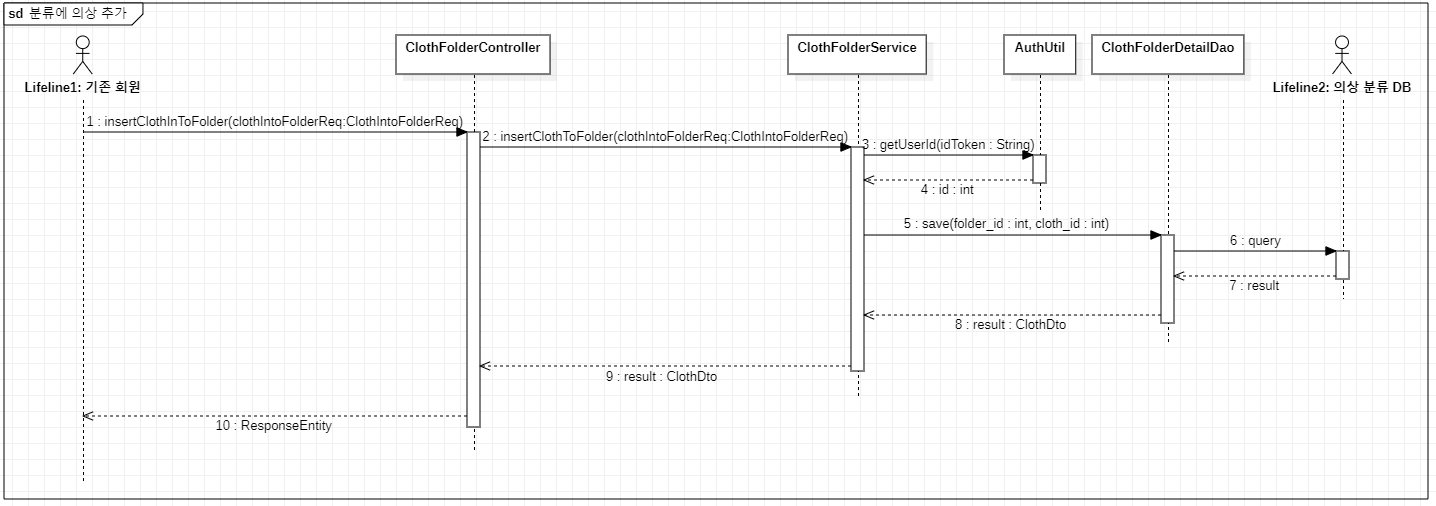 sd 분류에 의상 추가
ClothFolderController
ClothFolderService
AuthUtil
ClothFolderDetailDao
Lifeline1: 기존 회원
Lifeline2: 의상 분류 DB
1 : insertClothInToFolder(clothIntoFolderReq:ClothIntoFolderReq)
2 : insertClothToFolder(clothIntoFolderReq:ClothIntoFolderReq)
3 : getUserId(idToken : String)
4 : id : int
5 : save(folder_id : int, cloth_id : int)
6 : query
7 : result
8 : result : ClothDto
9 : result : ClothDto
10 : ResponseEntity